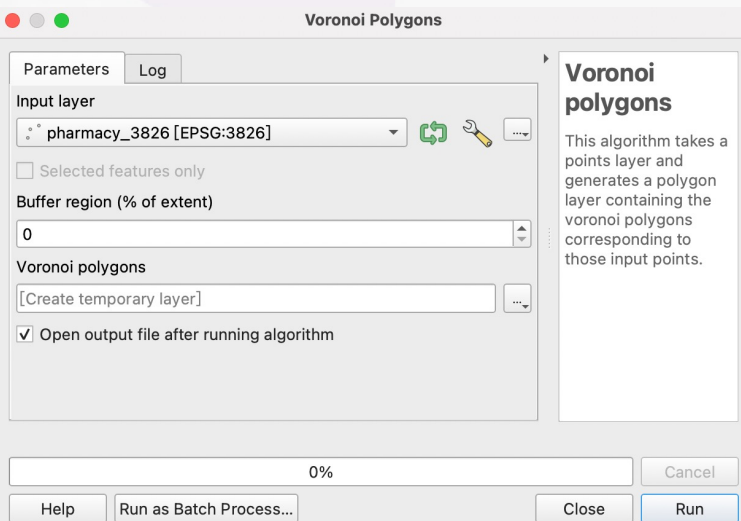 Voronoi Polygons
Parameters
Log
Input layer
pharmacy_3826 [EPSG:3826]
...
Selected features only
Buffer region (% of extent)
0
Voronoi polygons
[Create temporary layer]
...
Open output file after running algorithm
Voronoi
polygons
This algorithm takes a
points layer and
generates a polygon
layer containing the
voronoi polygons
corresponding to
those input points.
0%
Cancel
Help
Run as Batch Process...
Close
Run